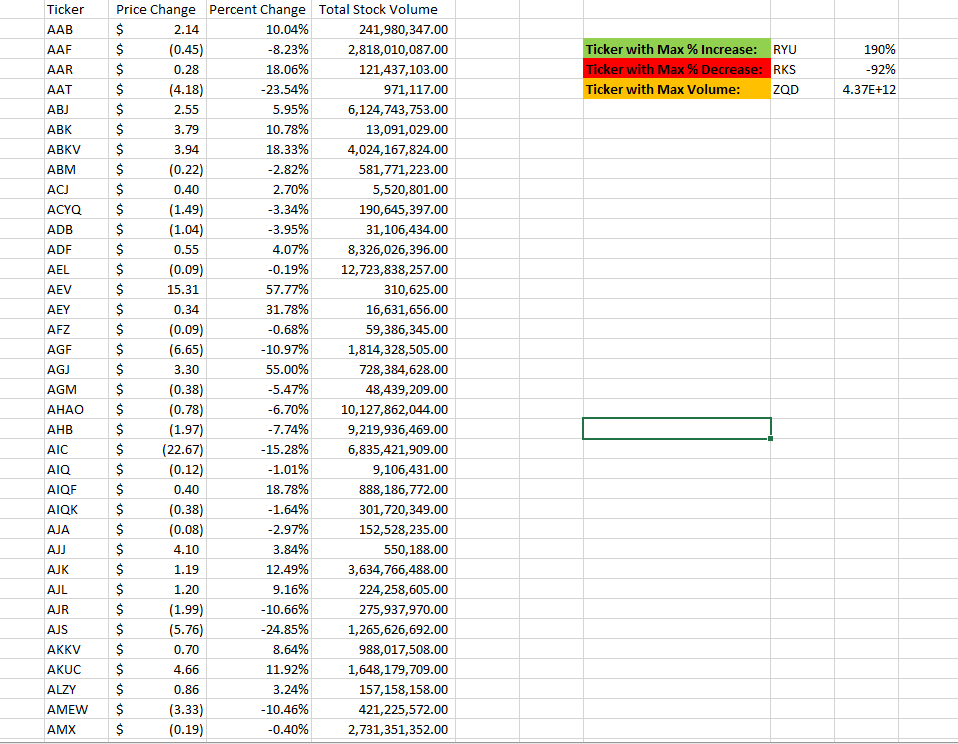 Ticker Price Change Percent Change Total Stock Volume
AAB $ 2.14 10.04% 241,980,347.00
AAF $ (0.45) -8.23% 2,818,010,087.00 Ticker with Max % Increase: RYU 190%
AAR $ 0.28 18.06% 121,437,103.00 Ticker with Max % Decrease: RKS -92%
AAT $ (4.18) -23.54% 971,117.00 Ticker with Max Volume: ZQD 4.37E+12
ABJ $ 2.55 5.95% 6,124,743,753.00
ABK $ 3.79 10.78% 13,091,029.00
ABKV $ 3.94 18.33% 4,024,167,824.00
ABM $ (0.22) -2.82% 581,771,223.00
ACJ $ 0.40 2.70% 5,520,801.00
ACYQ $ (1.49) -3.34% 190,645,397.00
ADB $ (1.04) -3.95% 31,106,434.00
ADF $ 0.55 4.07% 8,326,026,396.00
AEL $ (0.09) -0.19% 12,723,838,257.00
AEV $ 15.31 57.77% 310,625.00
AEY $ 0.34 31.78% 16,631,656.00
AFZ $ (0.09) -0.68% 59,386,345.00
AGF $ (6.65) -10.97% 1,814,328,505.00
AGJ $ 3.30 55.00% 728,384,628.00
AGM $ (0.38) -5.47% 48,439,209.00
AHAO $ (0.78) -6.70% 10,127,862,044.00
AHB $ (1.97) -7.74% 9,219,936,469.00
AIC $ (22.67) -15.28% 6,835,421,909.00
AIQ $ (0.12) -1.01% 9,106,431.00
AIQF $ 0.40 18.78% 888,186,772.00
AIQK $ (0.38) -1.64% 301,720,349.00
AJA $ (0.08) -2.97% 152,528,235.00
AJJ $ 4.10 3.84% 550,188.00
AJK $ 1.19 12.49% 3,634,766,488.00
AJL $ 1.20 9.16% 224,258,605.00
AJR $ (1.99) -10.66% 275,937,970.00
AJS $ (5.76) -24.85% 1,265,626,692.00
AKKV $ 0.70 8.64% 988,017,508.00
AKUC $ 4.66 11.92% 1,648,179,709.00
ALZY $ 0.86 3.24% 157,158,158.00
AMEW $ (3.33) -10.46% 421,225,572.00
AMX $ (0.19) -0.40% 2,731,351,352.00